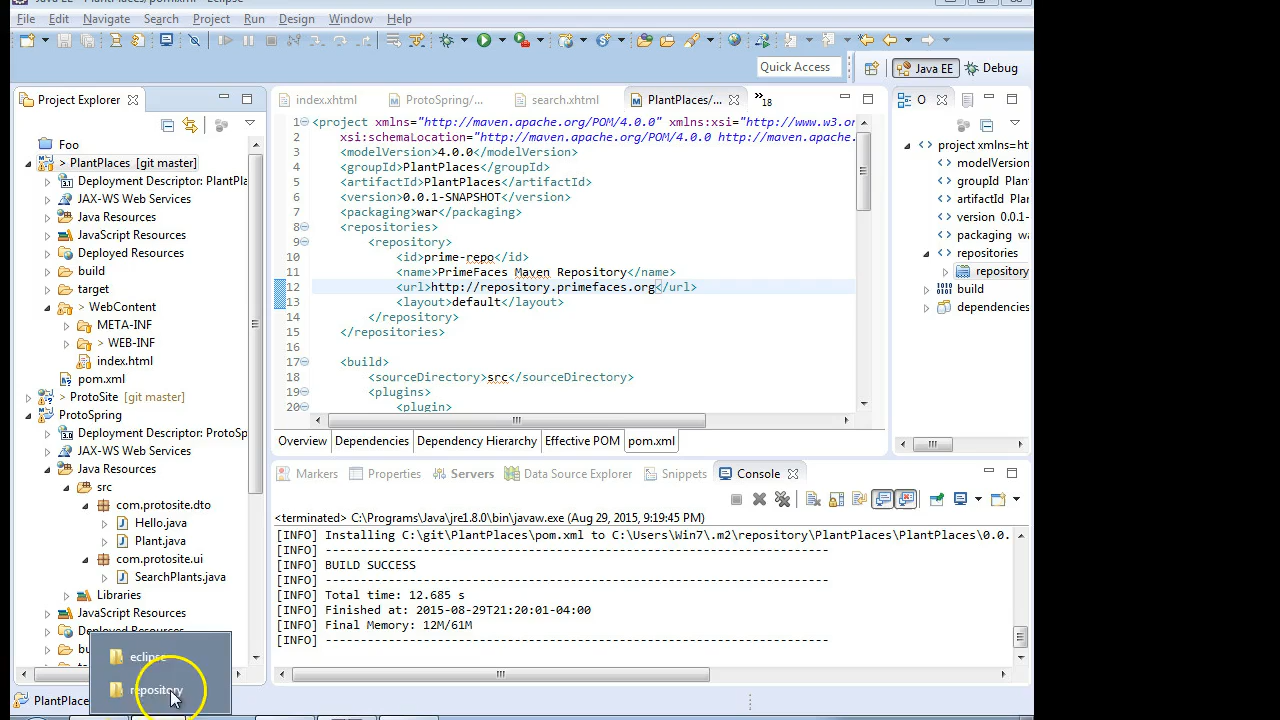 Java EE - PlantPlaces/pom.xml - Eclipse
File Edit Navigate Search Project Run Design Window Help
Quick Access
Java EE
Debug
Project Explorer
index.xhtml
ProtoSpring/...
search.xhtml
PlantPlaces/...
»18
O
Foo
> PlantPlaces [git master]
Deployment Descriptor: PlantPla
JAX-WS Web Services
Java Resources
JavaScript Resources
Deployed Resources
build
target
> WebContent
META-INF
> WEB-INF
index.html
pom.xml
> ProtoSite [git master]
ProtoSpring
Deployment Descriptor: ProtoSp
JAX-WS Web Services
Java Resources
src
com.protosite.dto
Hello.java
Plant.java
com.protosite.ui
SearchPlants.java
Libraries
JavaScript Resources
Deployed Resources
bu
ta
eclipse
repository
PlantPlace
1 <project xmlns="http://maven.apache.org/POM/4.0.0" xmlns:xsi="http://www.w3.or
2 xsi:schemaLocation="http://maven.apache.org/POM/4.0.0 http://maven.apache.
3 <modelVersion>4.0.0</modelVersion>
4 <groupId>PlantPlaces</groupId>
5 <artifactId>PlantPlaces</artifactId>
6 <version>0.0.1-SNAPSHOT</version>
7 <packaging>war</packaging>
8 <repositories>
9 <repository>
10 <id>prime-repo</id>
11 <name>PrimeFaces Maven Repository</name>
12 <url>http://repository.primefaces.org</url>
13 <layout>default</layout>
14 </repository>
15 </repositories>
16
17 <build>
18 <sourceDirectory>src</sourceDirectory>
19 <plugins>
20 <plugin>
Overview Dependencies Dependency Hierarchy Effective POM pom.xml
project xmlns=ht
modelVersion
groupId Plan
artifactId Plan
version 0.0.1-
packaging wa
repositories
repository
build
dependencies
Markers Properties Servers Data Source Explorer Snippets Console
<terminated> C:\Programs\Java\jre1.8.0\bin\javaw.exe (Aug 29, 2015, 9:19:45 PM)
[INFO] Installing C:\git\PlantPlaces\pom.xml to C:\Users\Win7\.m2\repository\PlantPlaces\PlantPlaces\0.0.
[INFO] ------------------------------------------------------------------------
[INFO] BUILD SUCCESS
[INFO] ------------------------------------------------------------------------
[INFO] Total time: 12.685 s
[INFO] Finished at: 2015-08-29T21:20:01-04:00
[INFO] Final Memory: 12M/61M
[INFO] ------------------------------------------------------------------------